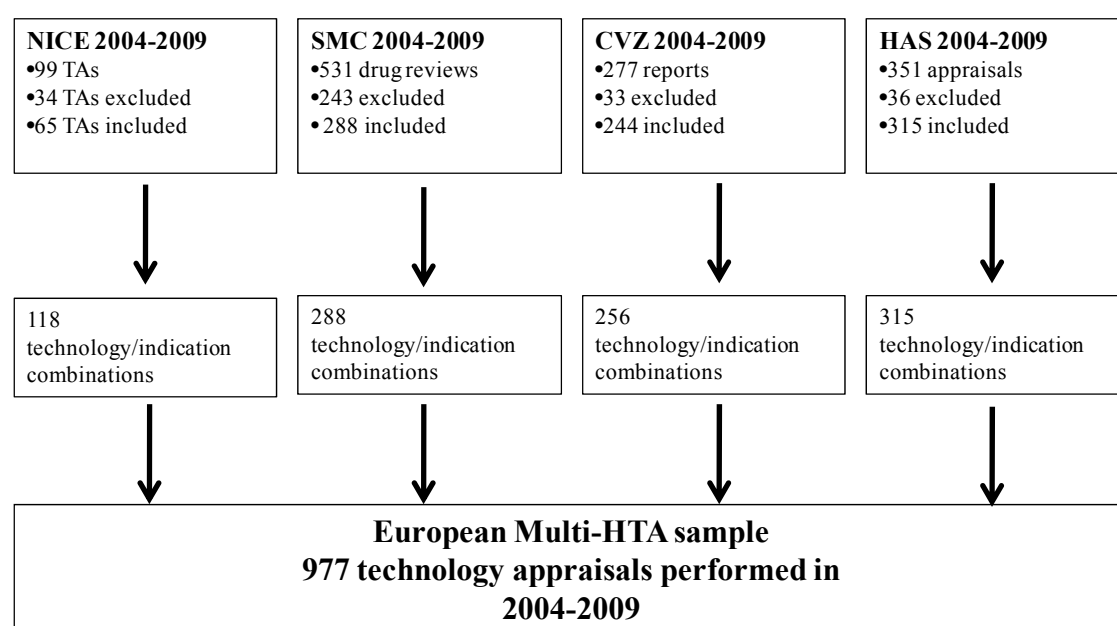 NICE 2004-2009
•99 TAs
•34 TAs excluded
•65 TAs included
SMC 2004-2009
•531 drug reviews
•243 excluded
• 288 included
CVZ 2004-2009
•277 reports
•33 excluded
•244 included
HAS 2004-2009
•351 appraisals
•36 excluded
•315 included
118
technology/indication
combinations
288
technology/indication
combinations
256
technology/indication
combinations
315
technology/indication
combinations
European Multi-HTA sample
977 technology appraisals performed in
2004-2009